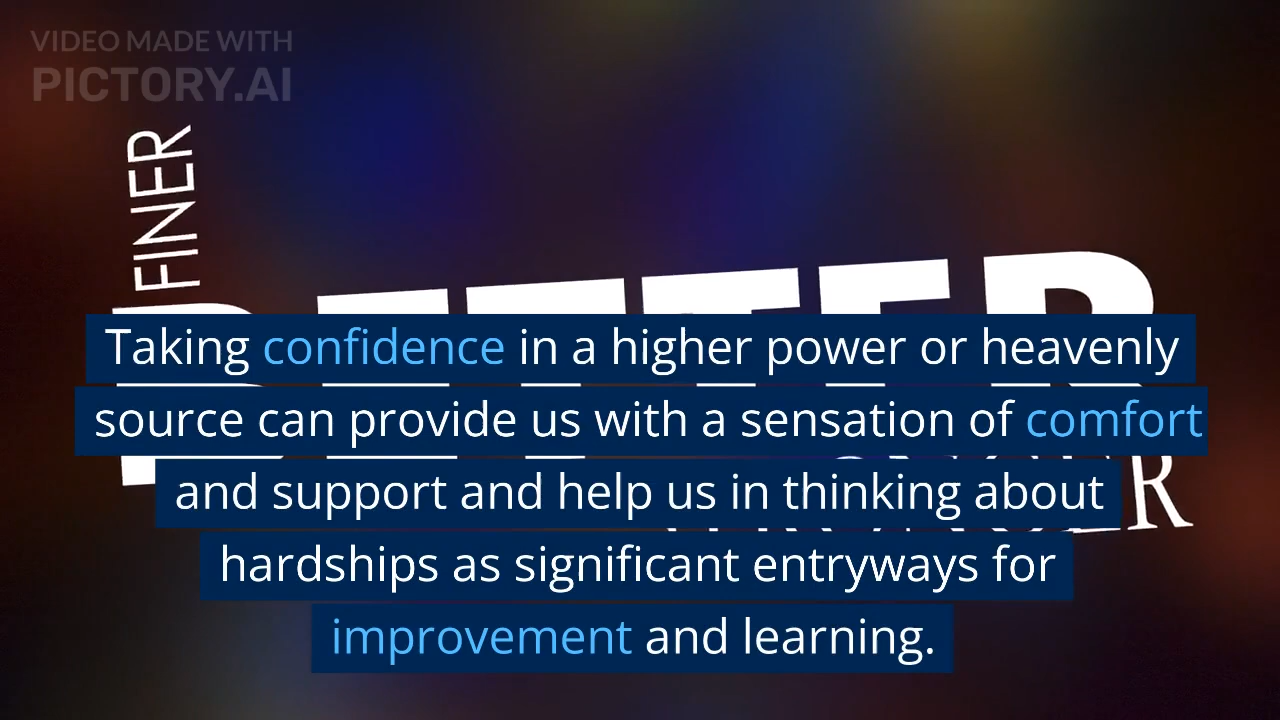 VIDEO MADE WITH
PICTORY.AI
FINER
BETTER
Taking confidence in a higher power or heavenly
source can provide us with a sensation of comfort
and support and help us in thinking about
hardships as significant entryways for
improvement and learning.